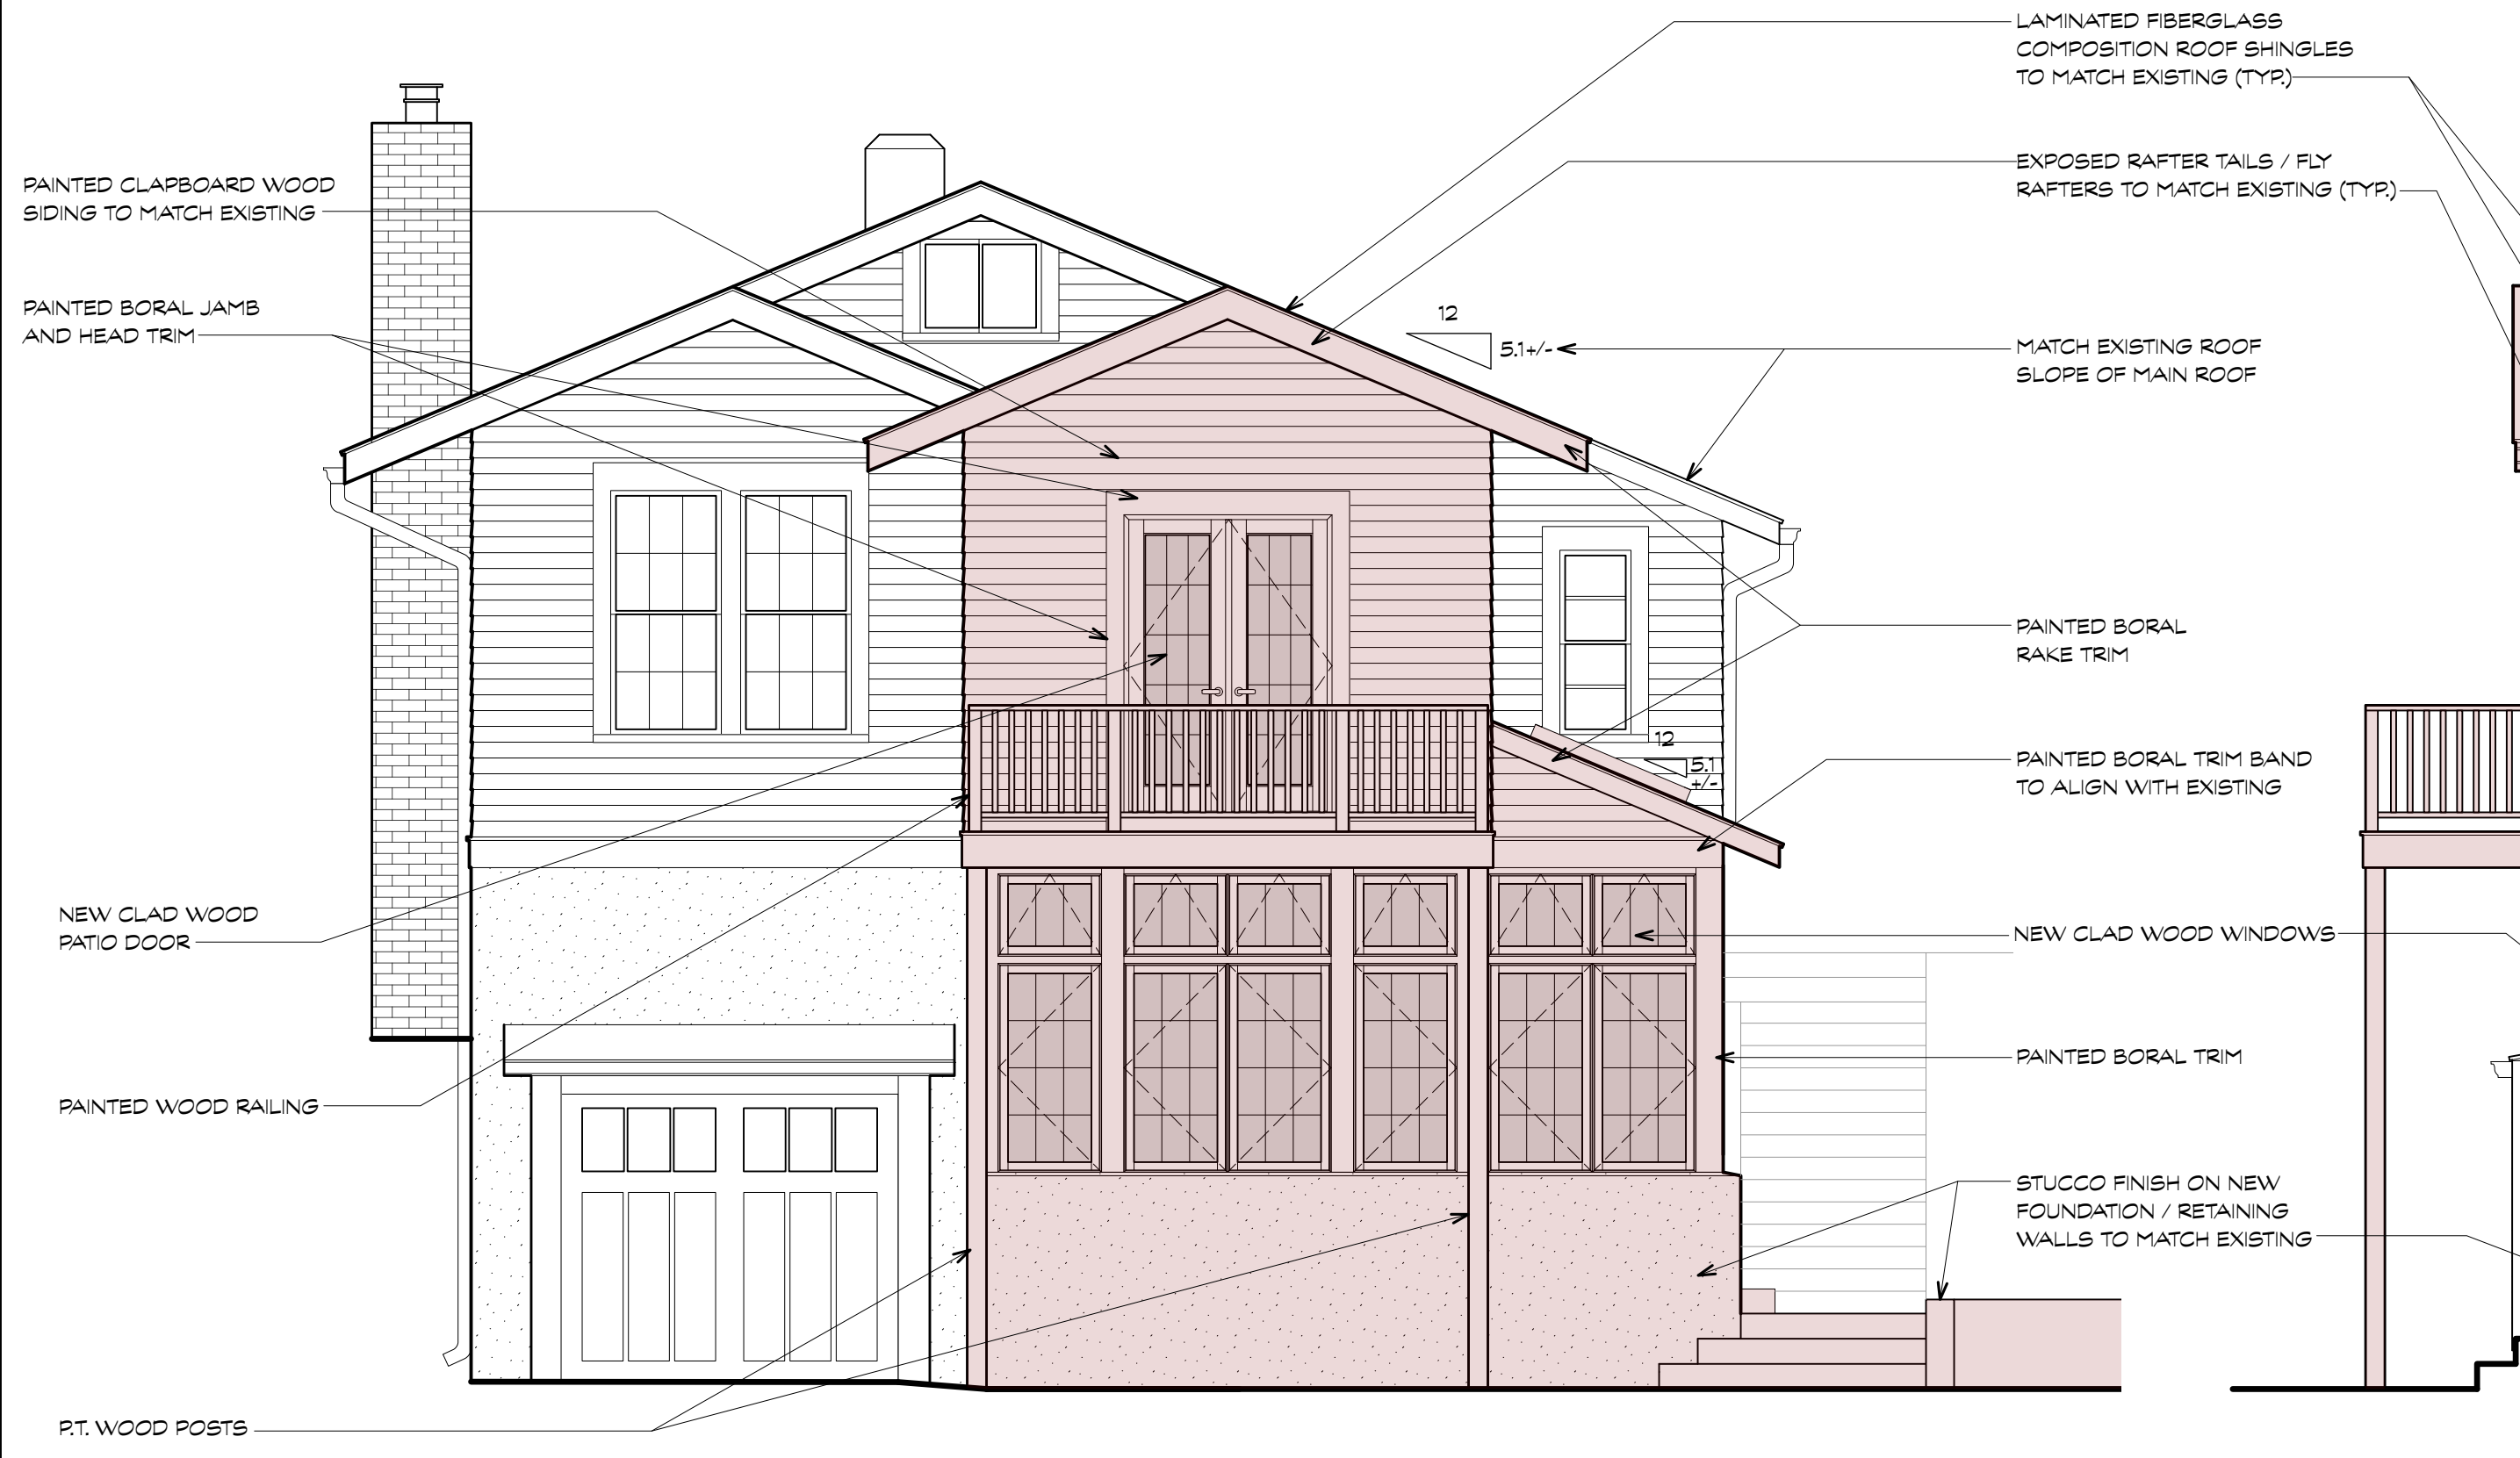 LAMINATED FIBERGLASS
COMPOSITION ROOF SHINGLES
TO MATCH EXISTING (TYP.)
EXPOSED RAFTER TAILS / FLY
RAFTERS TO MATCH EXISTING (TYP.)
PAINTED CLAPBOARD WOOD
SIDING TO MATCH EXISTING
PAINTED BORAL JAMB
AND HEAD TRIM
12
5.1+/-
MATCH EXISTING ROOF
SLOPE OF MAIN ROOF
PAINTED BORAL
RAKE TRIM
12
5.1
+/-
PAINTED BORAL TRIM BAND
TO ALIGN WITH EXISTING
NEW CLAD WOOD
PATIO DOOR
NEW CLAD WOOD WINDOWS
PAINTED BORAL TRIM
PAINTED WOOD RAILING
STUCCO FINISH ON NEW
FOUNDATION / RETAINING
WALLS TO MATCH EXISTING
P.T. WOOD POSTS